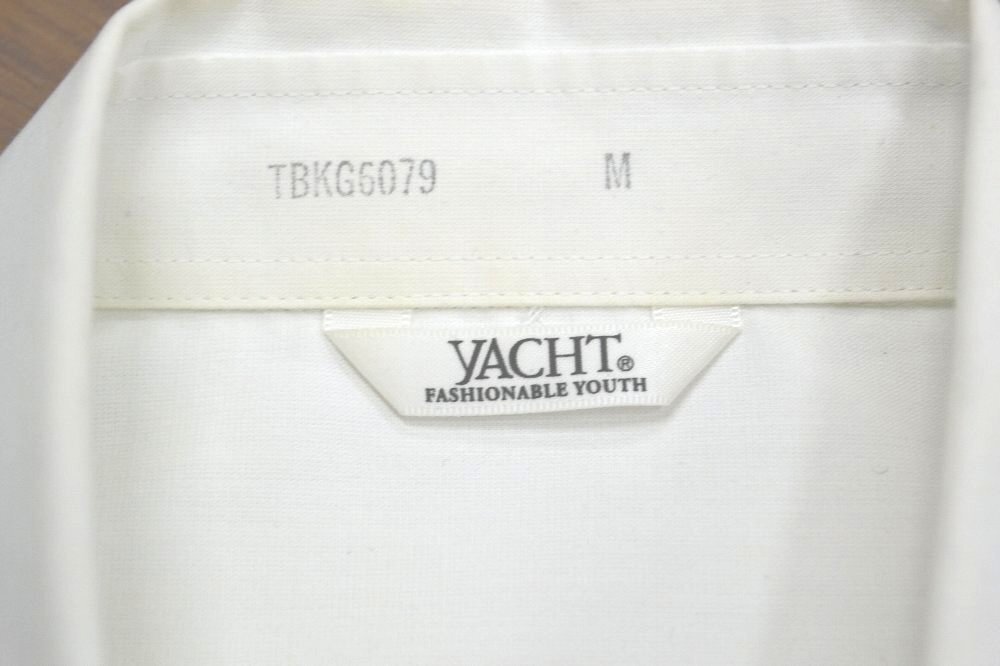 TBKG6079 M
YACHT®
FASHIONABLE YOUTH